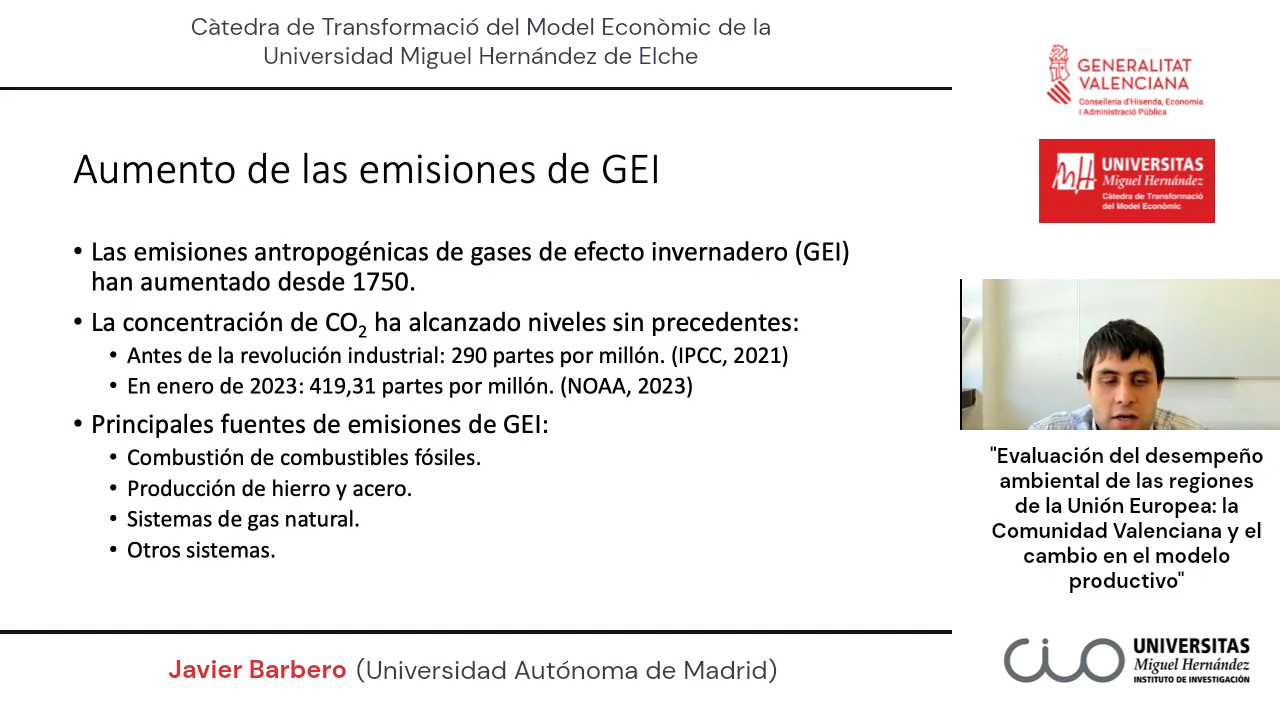 Càtedra de Transformació del Model Econòmic de la
Universidad Miguel Hernández de Elche
Aumento de las emisiones de GEI
• Las emisiones antropogénicas de gases de efecto invernadero (GEI)
han aumentado desde 1750.
• La concentración de CO₂ ha alcanzado niveles sin precedentes:
• Antes de la revolución industrial: 290 partes por millón. (IPCC, 2021)
• En enero de 2023: 419,31 partes por millón. (NOAA, 2023)
• Principales fuentes de emisiones de GEI:
• Combustión de combustibles fósiles.
• Producción de hierro y acero.
• Sistemas de gas natural.
• Otros sistemas.
Javier Barbero (Universidad Autónoma de Madrid)
GENERALITAT
VALENCIANA
Conselleria d'Hisenda, Economia
i Administració Pública
UNIVERSITAS
Miguel Hernández
Càtedra de Transformació
del Model Econòmic
"Evaluación del desempeño
ambiental de las regiones
de la Unión Europea: la
Comunidad Valenciana y el
cambio en el modelo
productivo"
cio
UNIVERSITAS
Miguel Hernández
INSTITUTO DE INVESTIGACIÓN